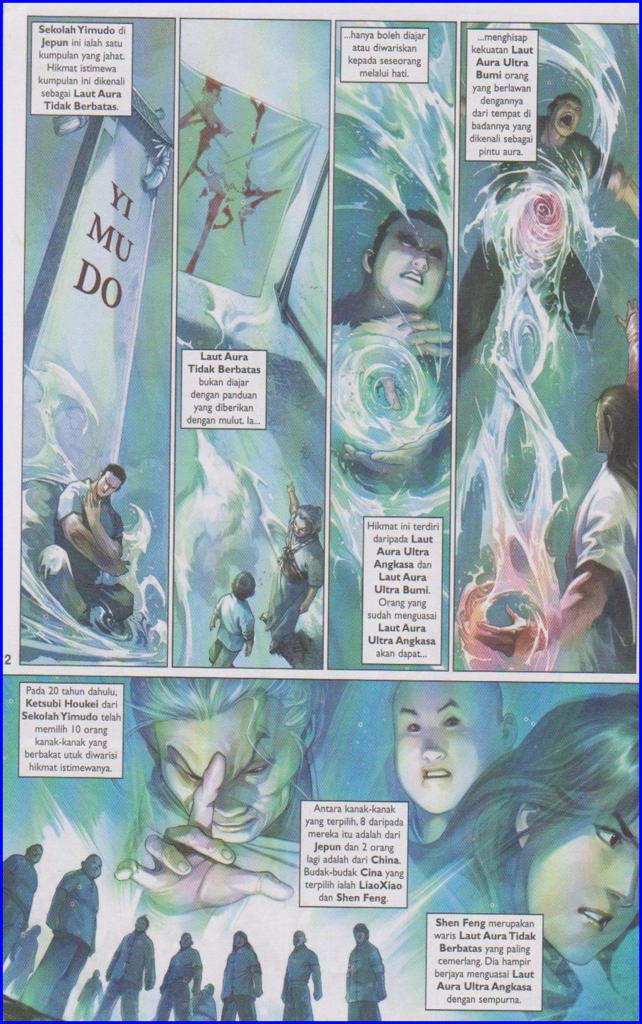 Sekolah Yimudo di
Jepun ini ialah satu
kumpulan yang jahat.
Hikmat istimewa
kumpulan ini dikenali
sebagai Laut Aura
Tidak Berbatas.
YI
MU
DO
Laut Aura
Tidak Berbatas
bukan diajar
dengan panduan
yang diberikan
dengan mulut. Ia...
...hanya boleh diajar
atau diwariskan
kepada seseorang
melalui hati.
Hikmat ini terdiri
daripada Laut
Aura Ultra
Angkasa dan
Laut Aura
Ultra Bumi.
Orang yang
sudah menguasai
Laut Aura
Ultra Angkasa
akan dapat...
...menghisap
kekuatan Laut
Aura Ultra
Bumi orang
yang berlawan
dengannya
dari tempat di
badannya yang
dikenali sebagai
pintu aura.
2
Pada 20 tahun dahulu,
Ketsubi Houkei dari
Sekolah Yimudo telah
memilih 10 orang
kanak-kanak yang
berbakat utuk diwarisi
hikmat istimewanya.
Antara kanak-kanak
yang terpilih, 8 daripada
mereka itu adalah dari
Jepun dan 2 orang
lagi adalah dari China.
Budak-budak Cina yang
terpilih ialah LiaoXiao
dan Shen Feng.
Shen Feng merupakan
waris Laut Aura Tidak
Berbatas yang paling
cemerlang. Dia hampir
berjaya menguasai Laut
Aura Ultra Angkasa
dengan sempurna.